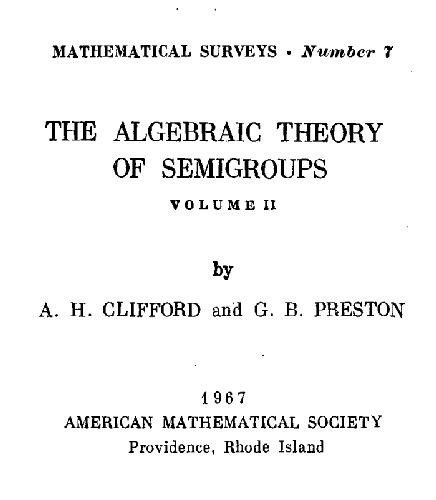 MATHEMATICAL SURVEYS · Number 7
THE ALGEBRAIC THEORY
OF SEMIGROUPS
VOLUME II
by
A. H. CLIFFORD and G. B. PRESTON
1967
AMERICAN MATHEMATICAL SOCIETY
Providence, Rhode Island